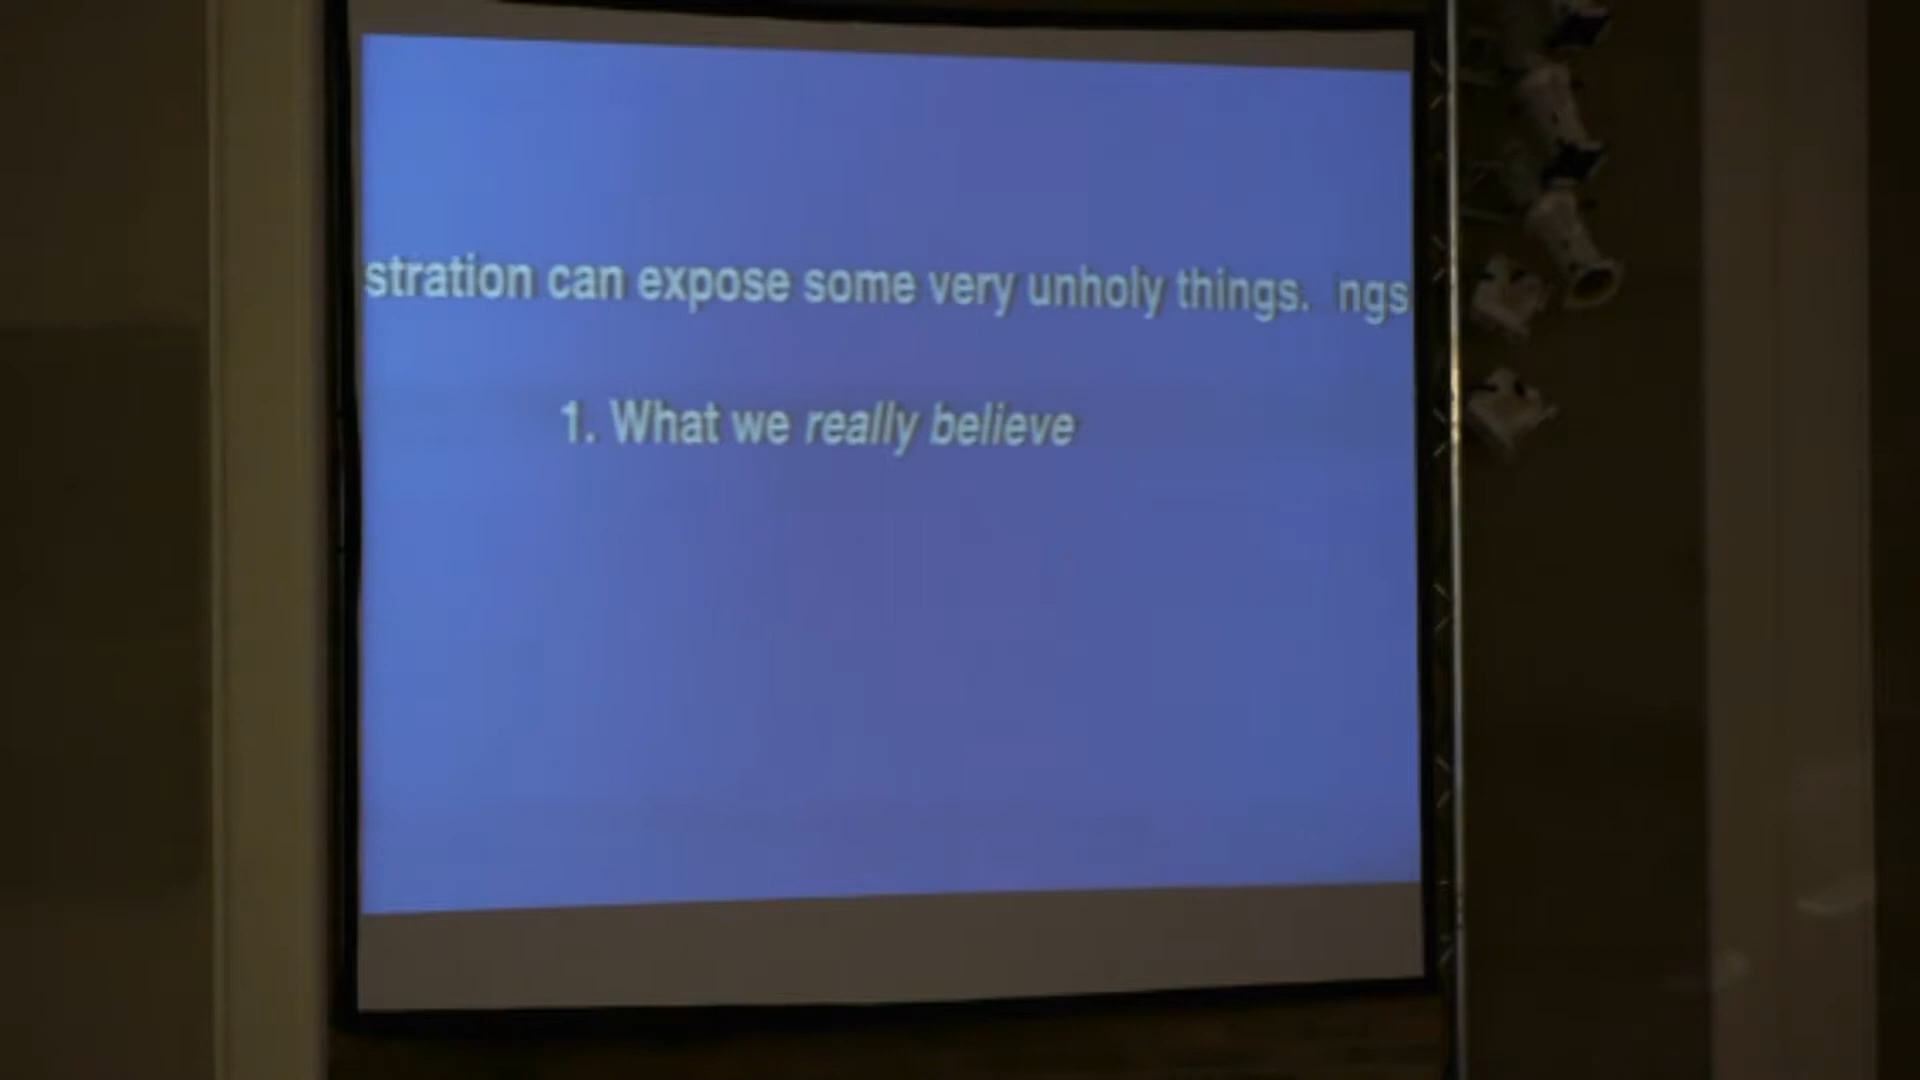 stration can expose some very unholy things. ngs
1. What we really believe